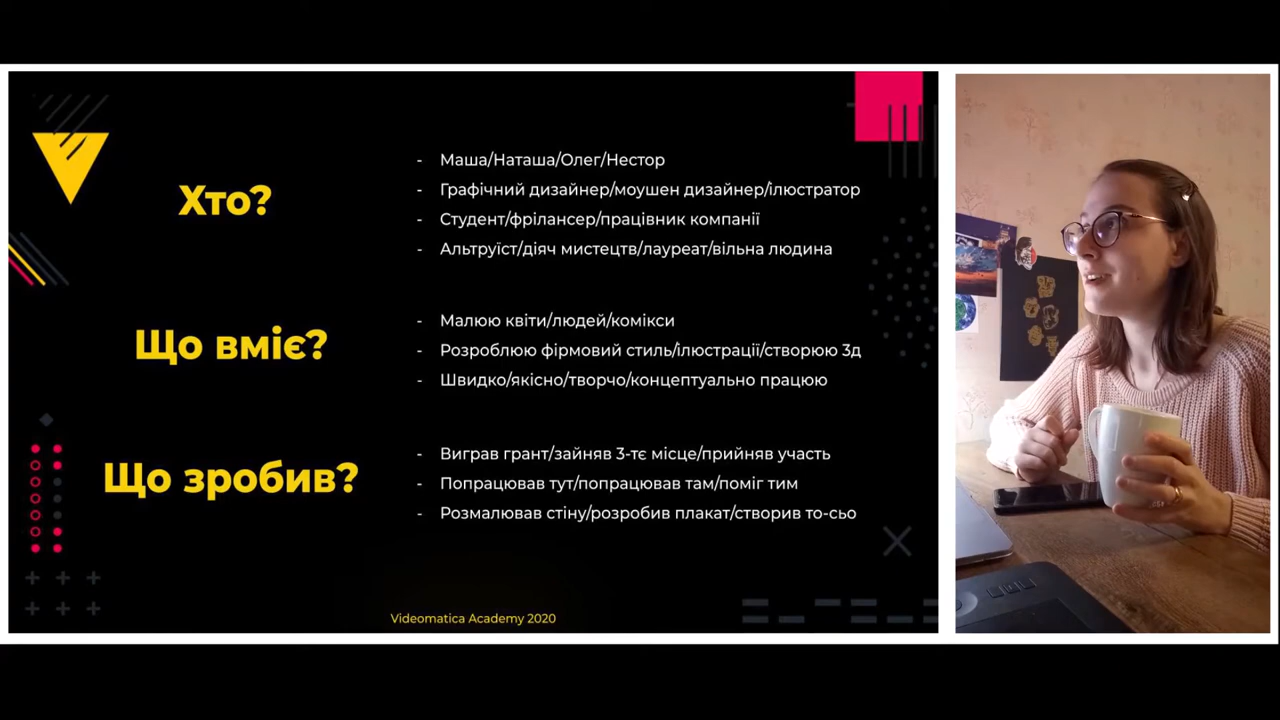 Хто?
- Маша/Наташа/Олег/Нестор
- Графічний дизайнер/моушен дизайнер/ілюстратор
- Студент/фрілансер/працівник компанії
- Альтруїст/діяч мистецтв/лауреат/вільна людина
Що вміє?
- Малюю квіти/людей/комікси
- Розроблюю фірмовий стиль/ілюстрації/створюю 3д
- Швидко/якісно/творчо/концептуально працюю
Що зробив?
- Виграв грант/зайняв 3-тє місце/прийняв участь
- Попрацював тут/попрацював там/поміг тим
- Розмалював стіну/розробив плакат/створив то-сьо
Videomatica Academy 2020